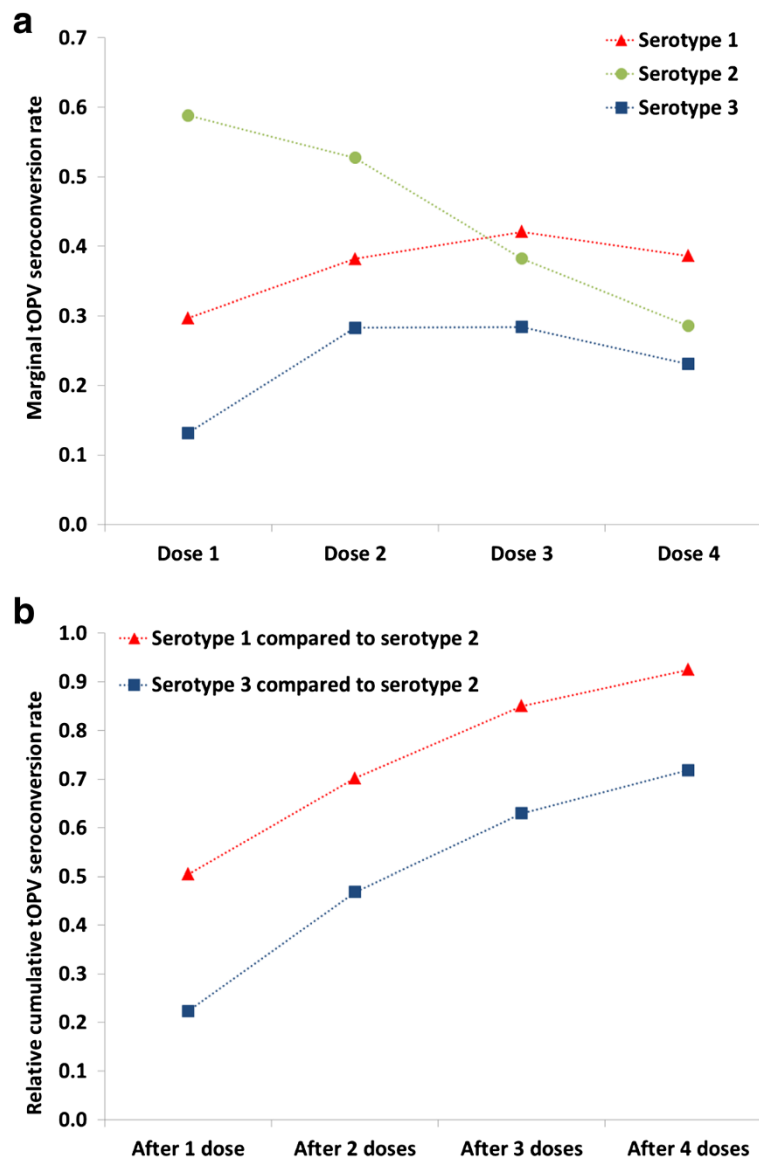 a
Marginal tOPV seroconversion rate
0.7
0.6
0.5
0.4
0.3
0.2
0.1
0.0
Serotype 1
Serotype 2
Serotype 3
Dose 1 Dose 2 Dose 3 Dose 4
b
Relative cumulative tOPV seroconversion rate
1.0
0.9
0.8
0.7
0.6
0.5
0.4
0.3
0.2
0.1
0.0
Serotype 1 compared to serotype 2
Serotype 3 compared to serotype 2
After 1 dose After 2 doses After 3 doses After 4 doses